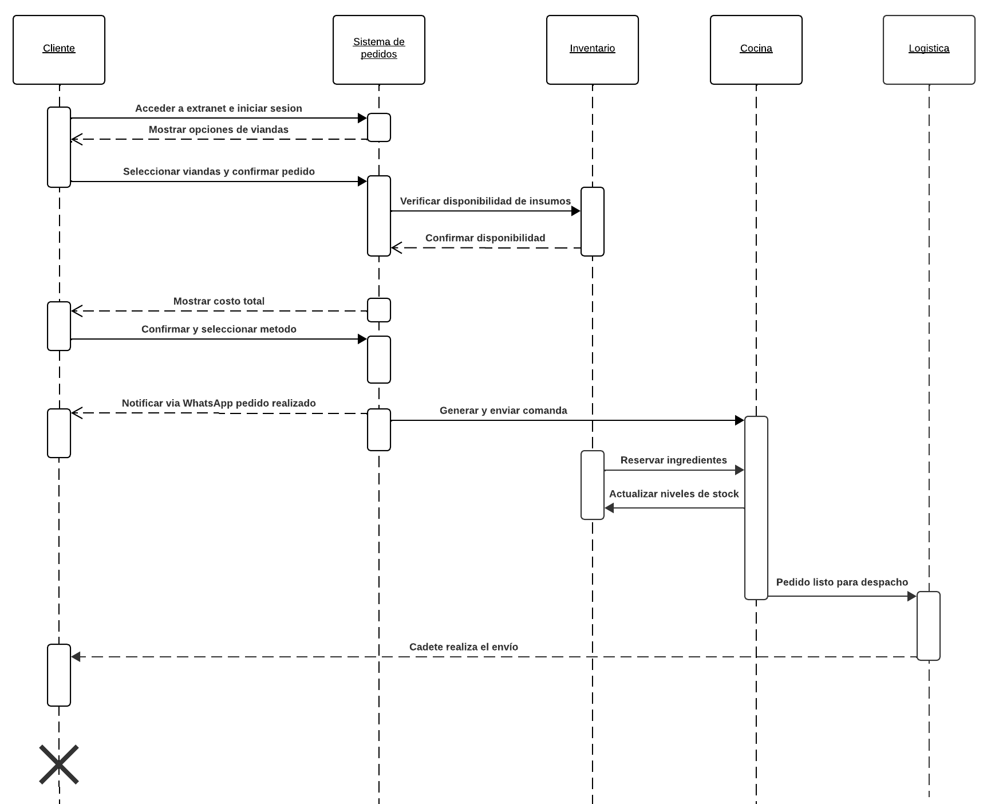 Cliente
Sistema de
pedidos
Inventario
Cocina
Logistica
Acceder a extranet e iniciar sesion
Mostrar opciones de viandas
Seleccionar viandas y confirmar pedido
Verificar disponibilidad de insumos
Confirmar disponibilidad
Mostrar costo total
Confirmar y seleccionar metodo
Notificar via WhatsApp pedido realizado
Generar y enviar comanda
Reservar ingredientes
Actualizar niveles de stock
Pedido listo para despacho
Cadete realiza el envío